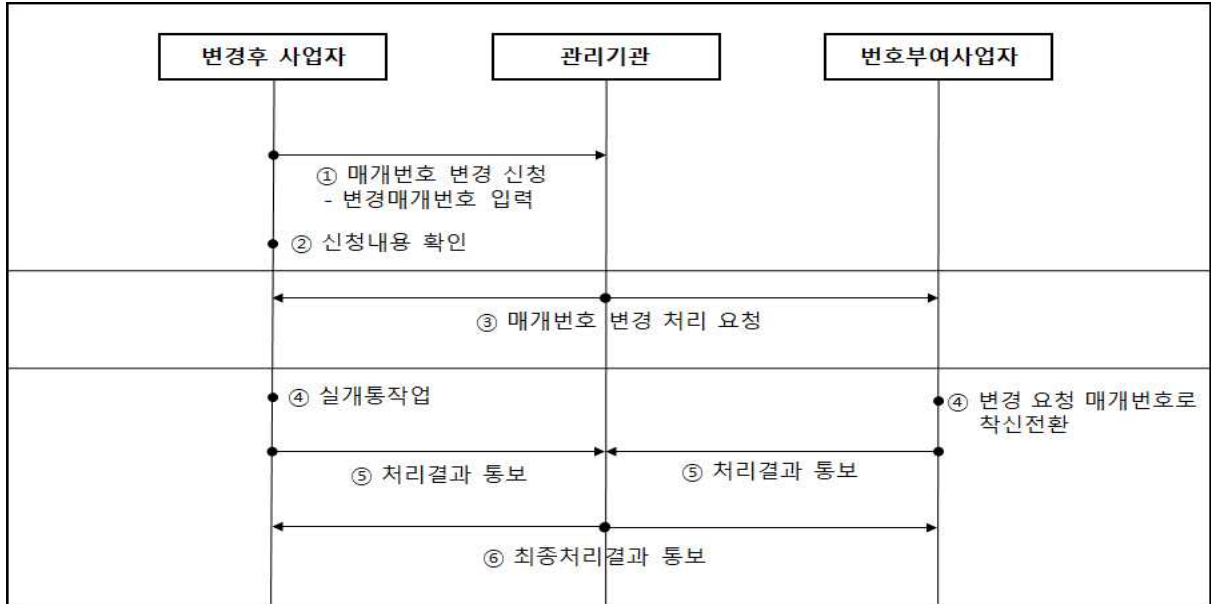 변경후 사업자
관리기관
번호부여사업자
① 매개번호 변경 신청
- 변경매개번호 입력
② 신청내용 확인
③ 매개번호 변경 처리 요청
④ 실개통작업
④ 변경 요청 매개번호로
착신전환
⑤ 처리결과 통보
⑤ 처리결과 통보
⑥ 최종처리결과 통보